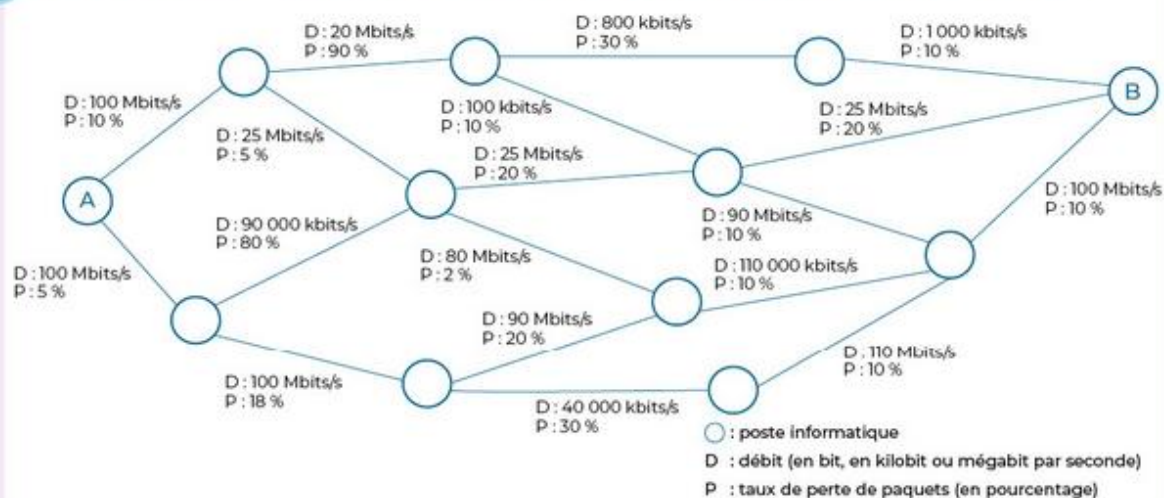 D : 800 kbits/s
P : 30 %
D : 20 Mbits/s
P : 90 %
D : 1 000 kbits/s
P : 10 %
D : 100 Mbits/s
P : 10 %
D : 100 kbits/s
P : 10 %
B
D : 25 Mbits/s
P : 20 %
D : 25 Mbits/s
P : 5 %
D : 25 Mbits/s
P : 20 %
A
D : 100 Mbits/s
P : 10 %
D : 90 000 kbits/s
P : 80 %
D : 90 Mbits/s
P : 10 %
D : 80 Mbits/s
P : 2 %
D : 110 000 kbits/s
P : 10 %
D : 100 Mbits/s
P : 5 %
D : 90 Mbits/s
P : 20 %
D : 110 Mbits/s
P : 10 %
D : 100 Mbits/s
P : 18 %
D : 40 000 kbits/s
P : 30 %
: poste informatique
D : débit (en bit, en kilobit ou mégabit par seconde)
P : taux de perte de paquets (en pourcentage)